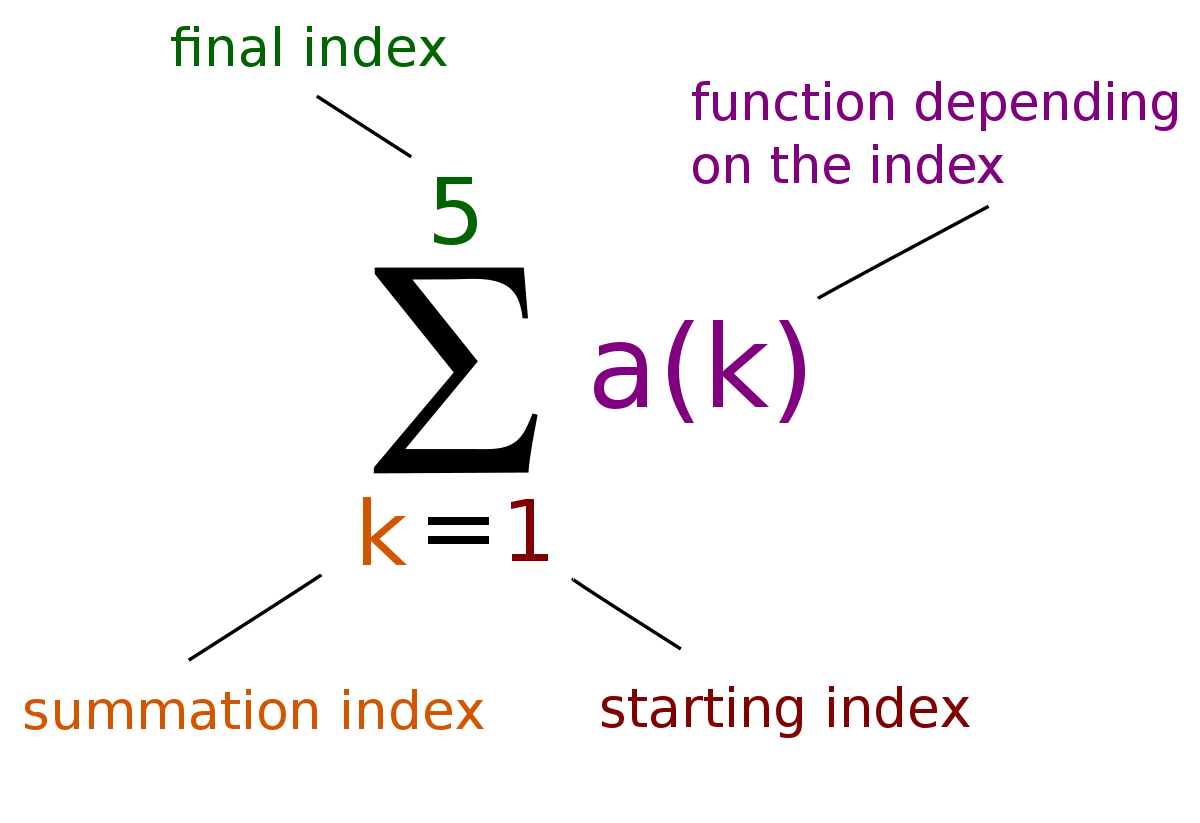 final index
function depending
on the index
5
∑ a(k)
k = 1
summation index
starting index